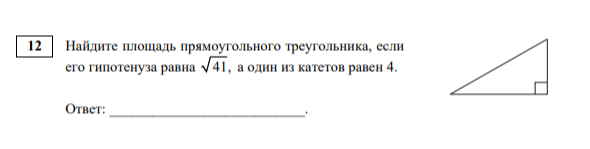 12 Найдите площадь прямоугольного треугольника, если
его гипотенуза равна √41, а один из катетов равен 4.
Ответ: ___________________________.